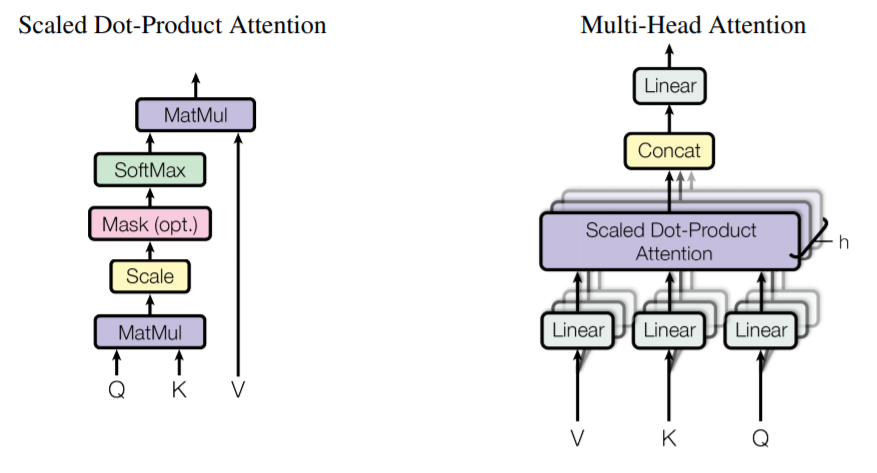 Scaled Dot-Product Attention
MatMul
SoftMax
Mask (opt.)
Scale
MatMul
Q K V
Multi-Head Attention
Linear
Concat
Scaled Dot-Product
Attention
h
Linear Linear Linear
V K Q